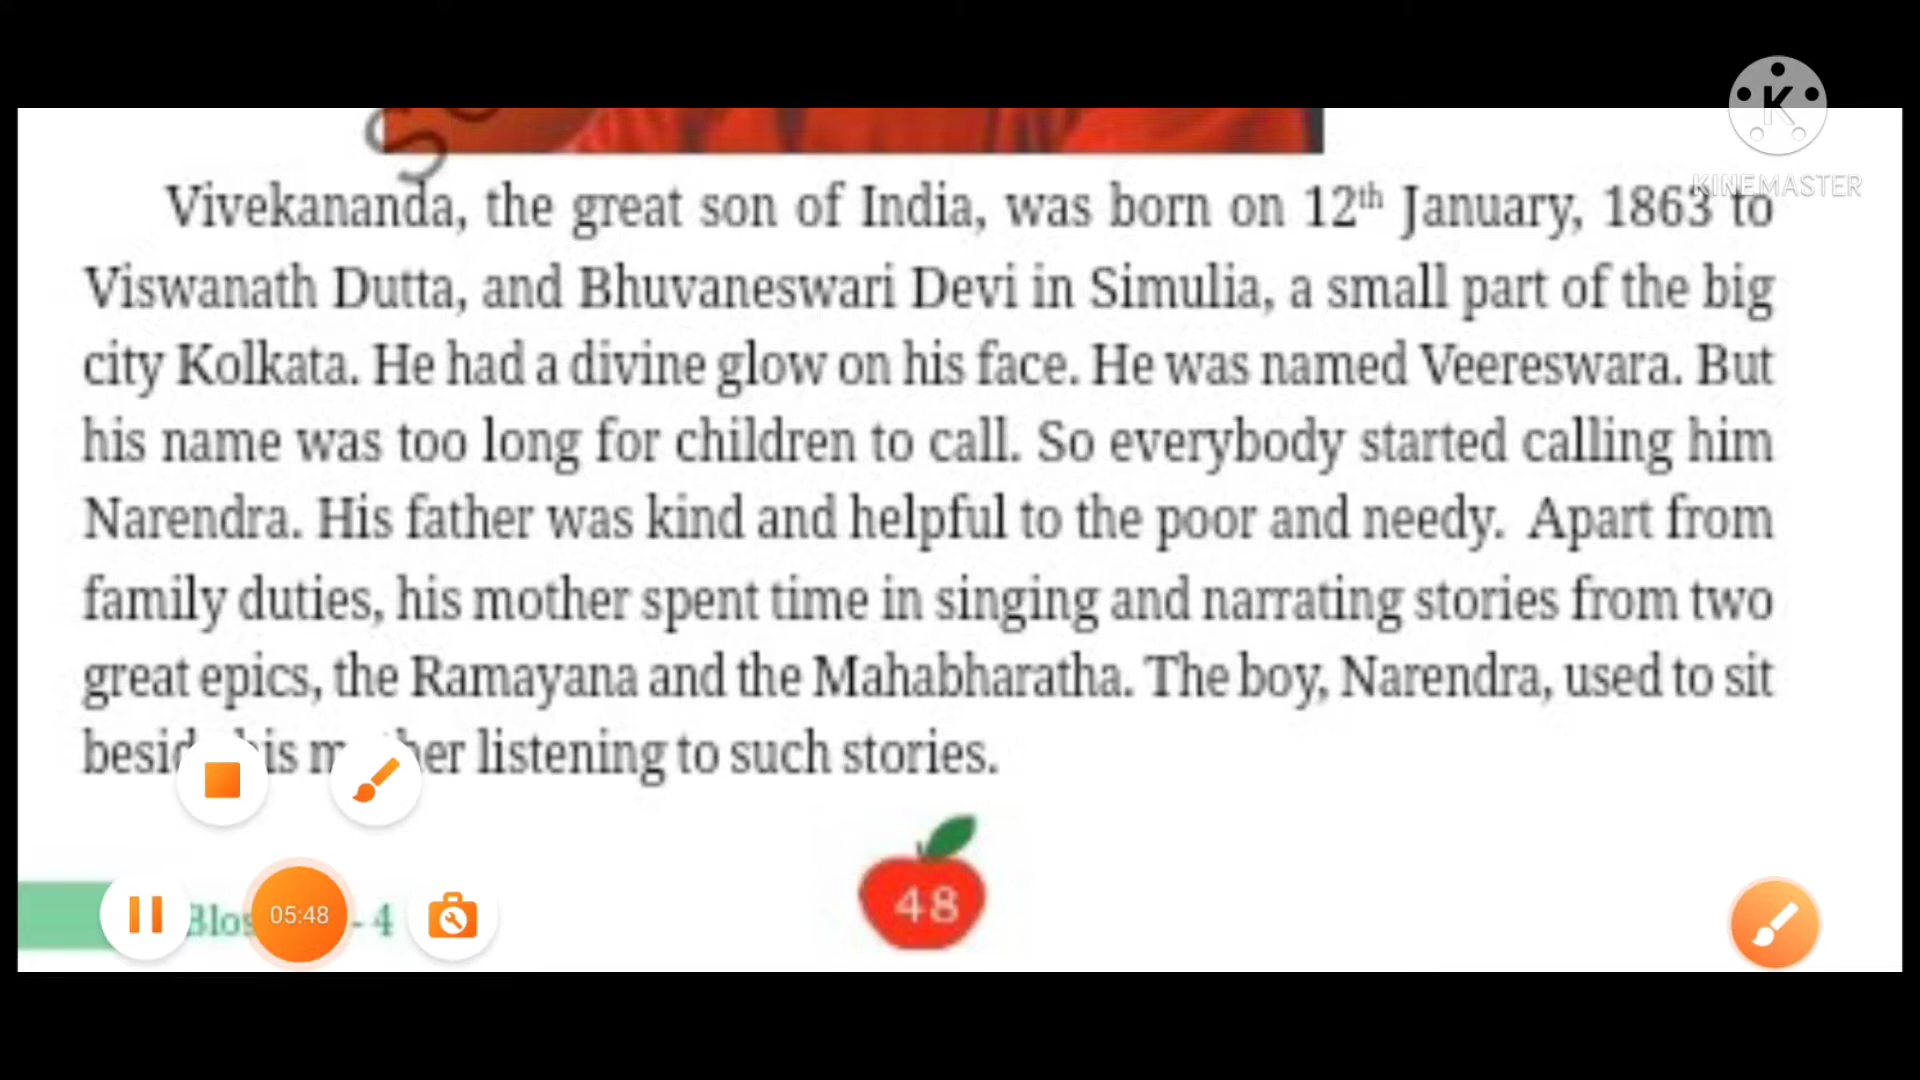 KINEMASTER
Vivekananda, the great son of India, was born on 12th January, 1863 to
Viswanath Dutta, and Bhuvaneswari Devi in Simulia, a small part of the big
city Kolkata. He had a divine glow on his face. He was named Veereswara. But
his name was too long for children to call. So everybody started calling him
Narendra. His father was kind and helpful to the poor and needy. Apart from
family duties, his mother spent time in singing and narrating stories from two
great epics, the Ramayana and the Mahabharatha. The boy, Narendra, used to sit
listening to such stories.
48
05:48
- 4